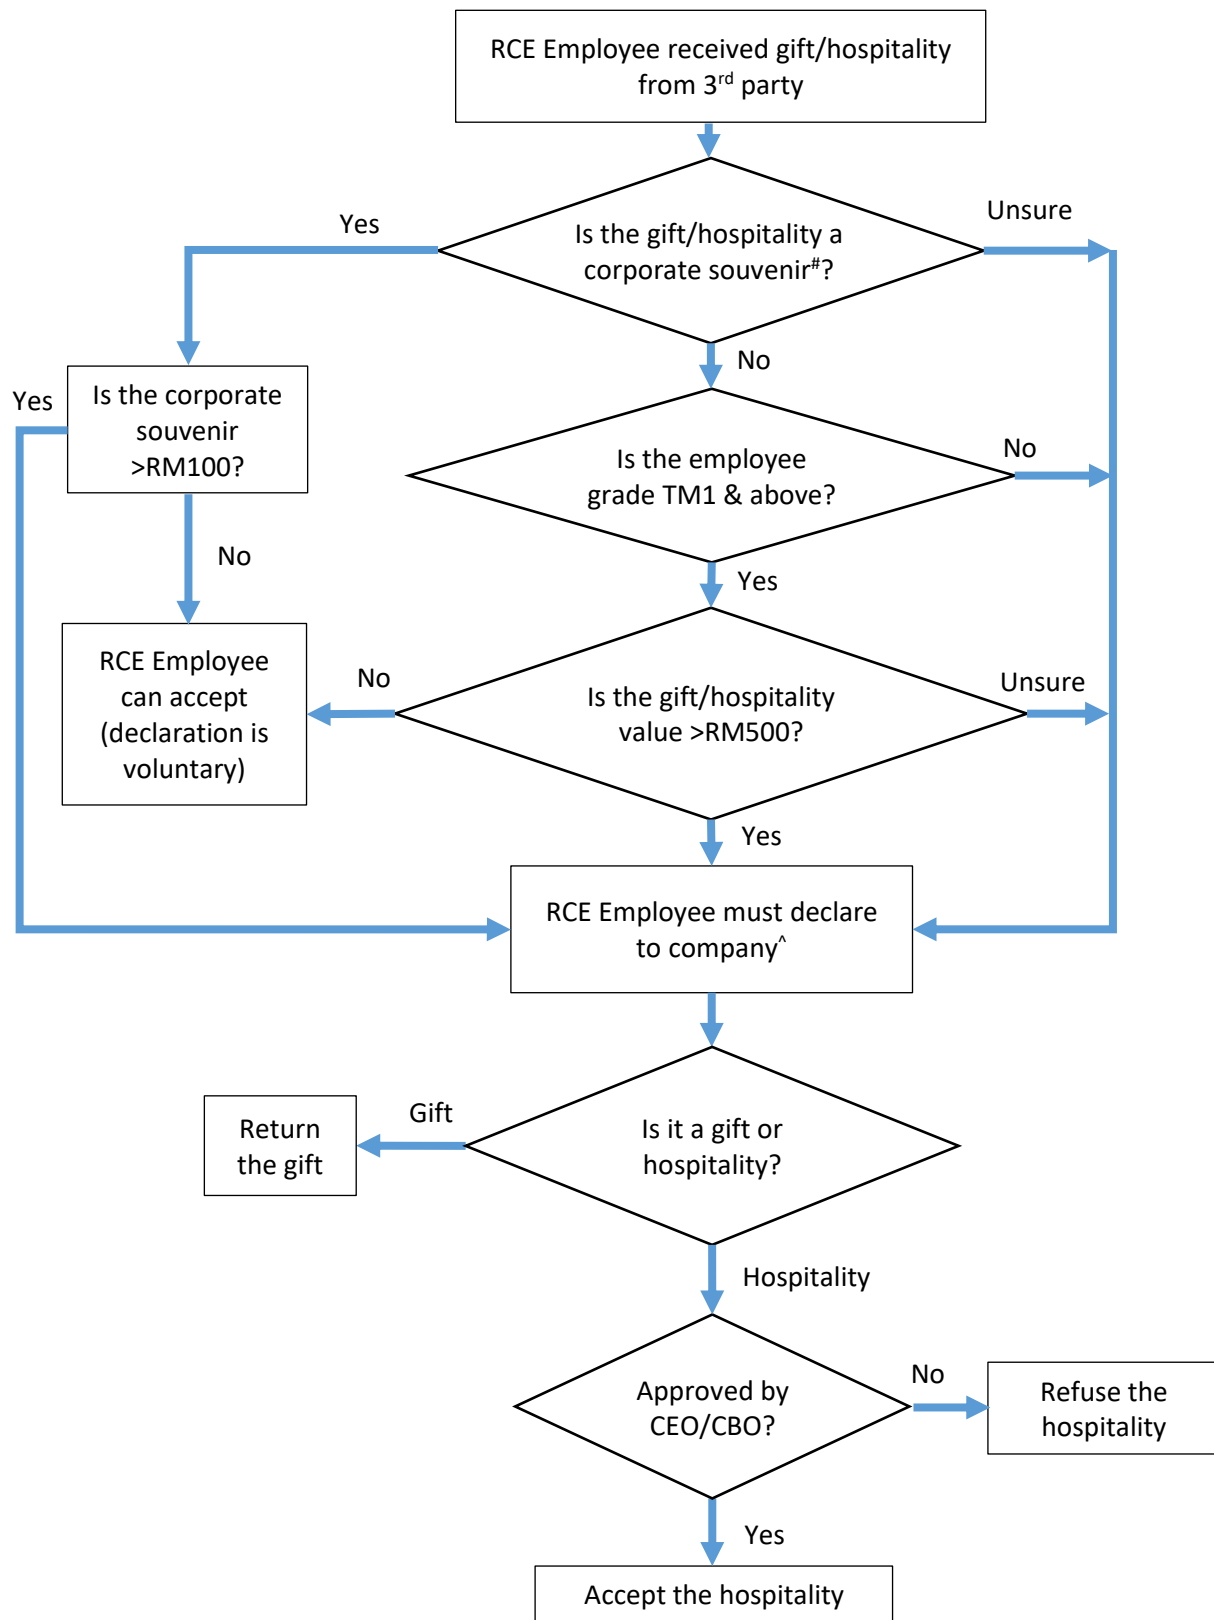 RCE Employee received gift/hospitality
from 3rd party
Yes
Unsure
Is the gift/hospitality a
corporate souvenir#?
No
Yes
Is the corporate
souvenir
>RM100?
No
Is the employee
grade TM1 & above?
No
Yes
RCE Employee
can accept
(declaration is
voluntary)
No
Is the gift/hospitality
value >RM500?
Unsure
Yes
RCE Employee must declare
to company^
Gift
Return
the gift
Is it a gift or
hospitality?
Hospitality
Approved by
CEO/CBO?
No
Refuse the
hospitality
Yes
Accept the hospitality